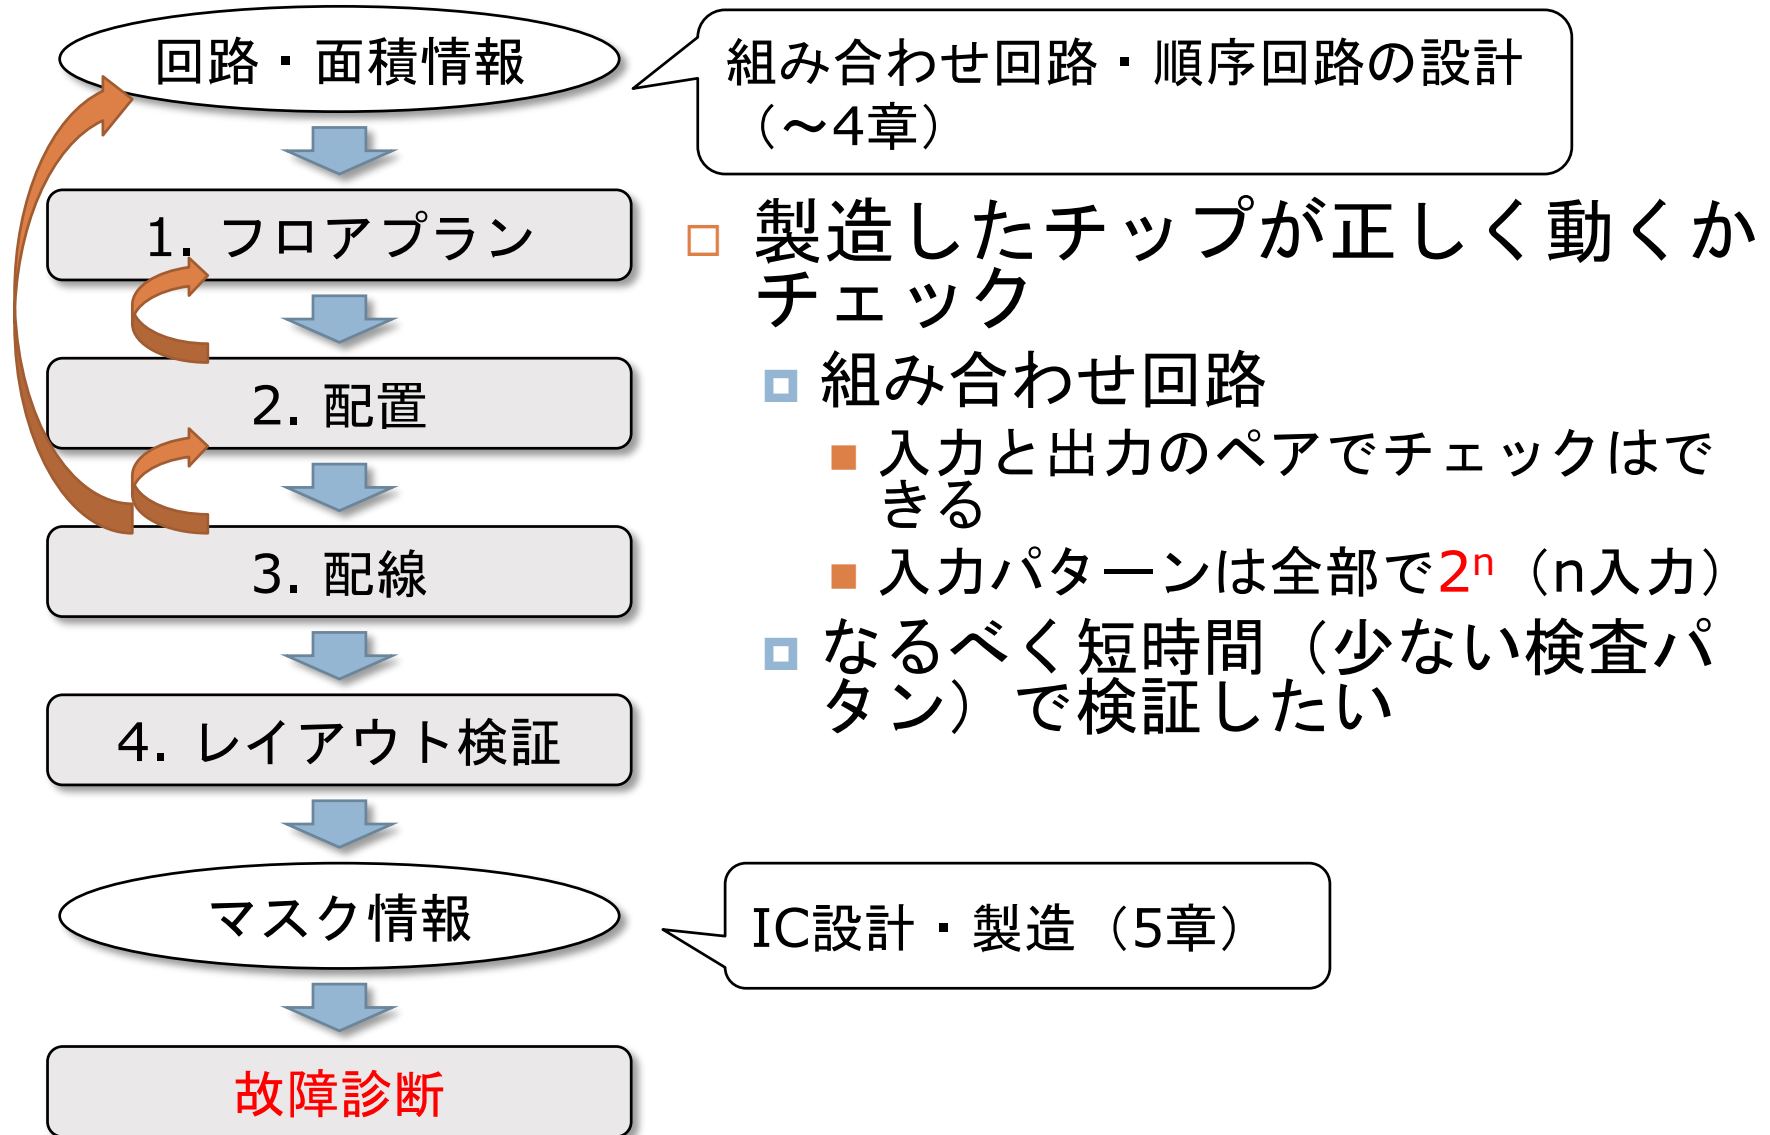 回路・面積情報
組み合わせ回路・順序回路の設計
（～4章）
1. フロアプラン
製造したチップが正しく動くか
チェック
2. 配置
組み合わせ回路
入力と出力のペアでチェックはで
きる
3. 配線
入力パターンは全部で2ⁿ（n入力）
なるべく短時間（少ない検査パ
タン）で検証したい
4. レイアウト検証
マスク情報
IC設計・製造（5章）
故障診断